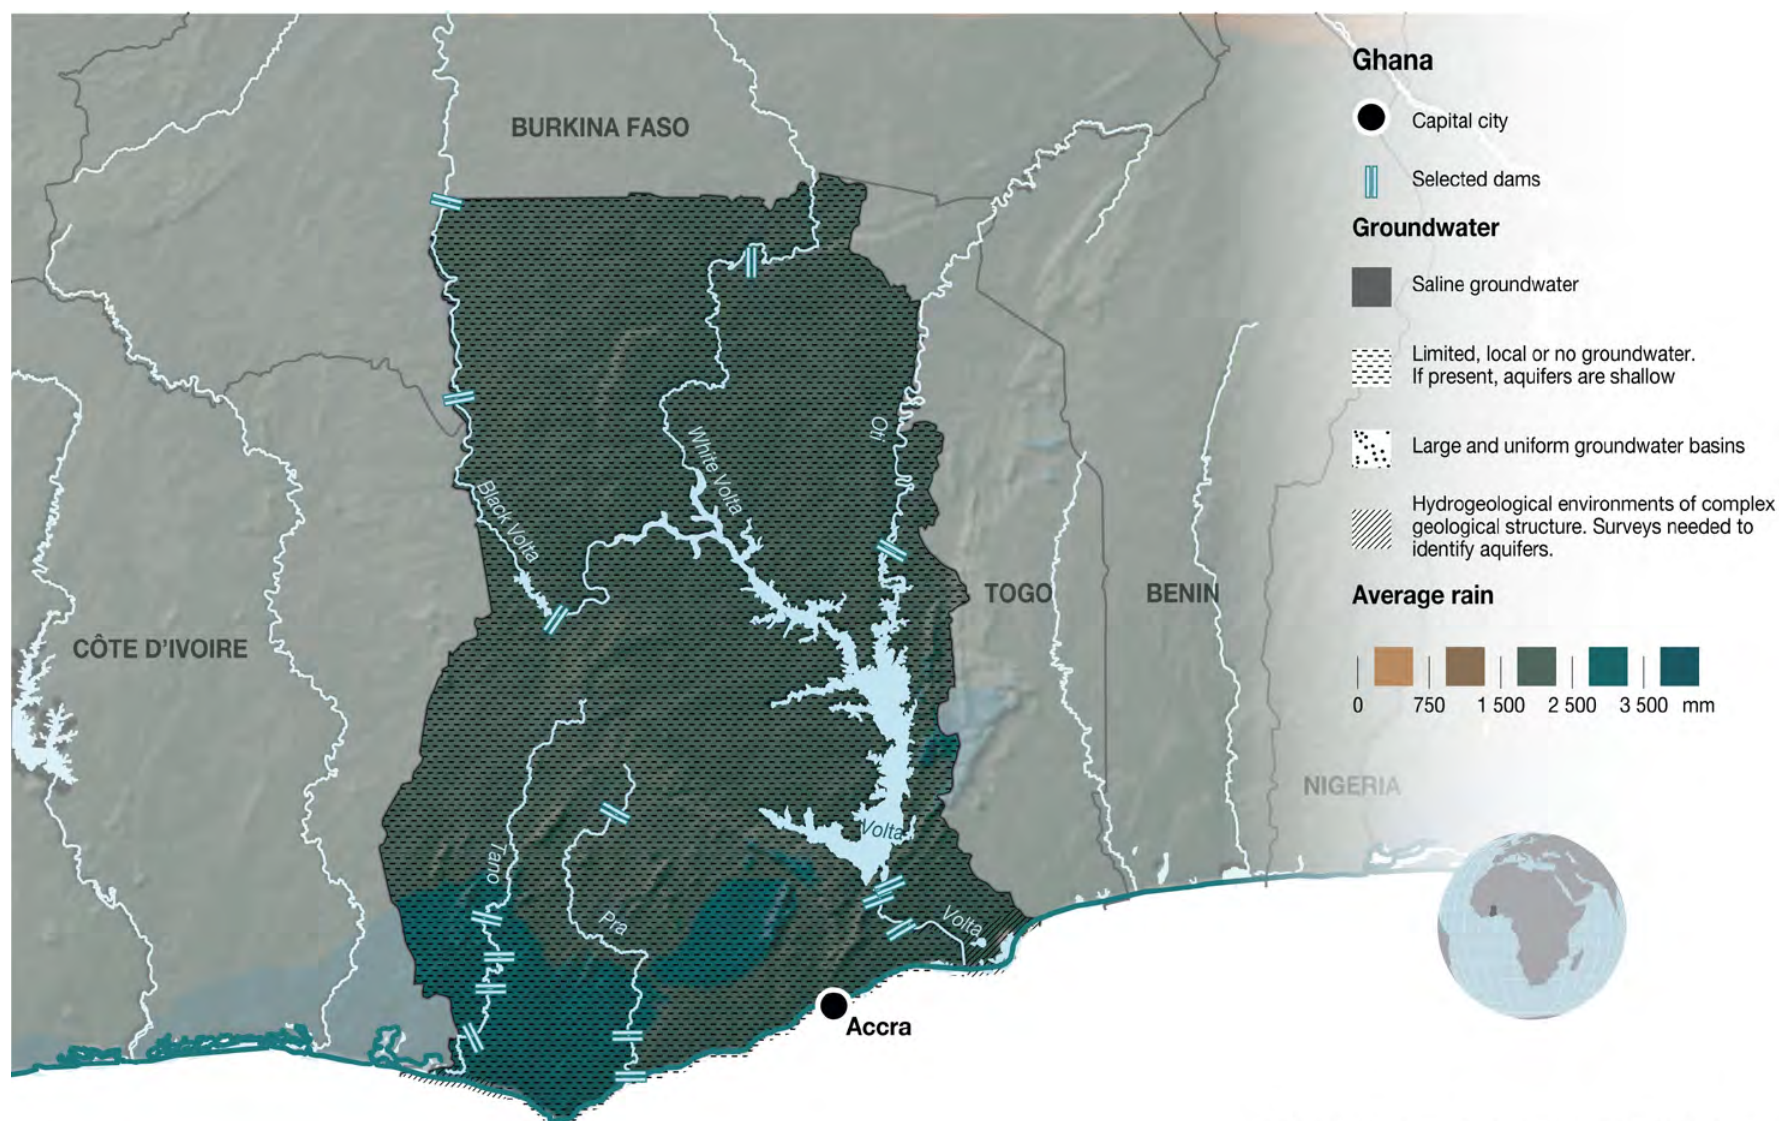 BURKINA FASO
CÔTE D'IVOIRE
TOGO
BENIN
NIGERIA
Black Volta
White Volta
Oti
Tano
Pra
Volta
Volta
Accra
Ghana
Capital city
Selected dams
Groundwater
Saline groundwater
Limited, local or no groundwater.
If present, aquifers are shallow
Large and uniform groundwater basins
Hydrogeological environments of complex
geological structure. Surveys needed to
identify aquifers.
Average rain
0 750 1 500 2 500 3 500 mm